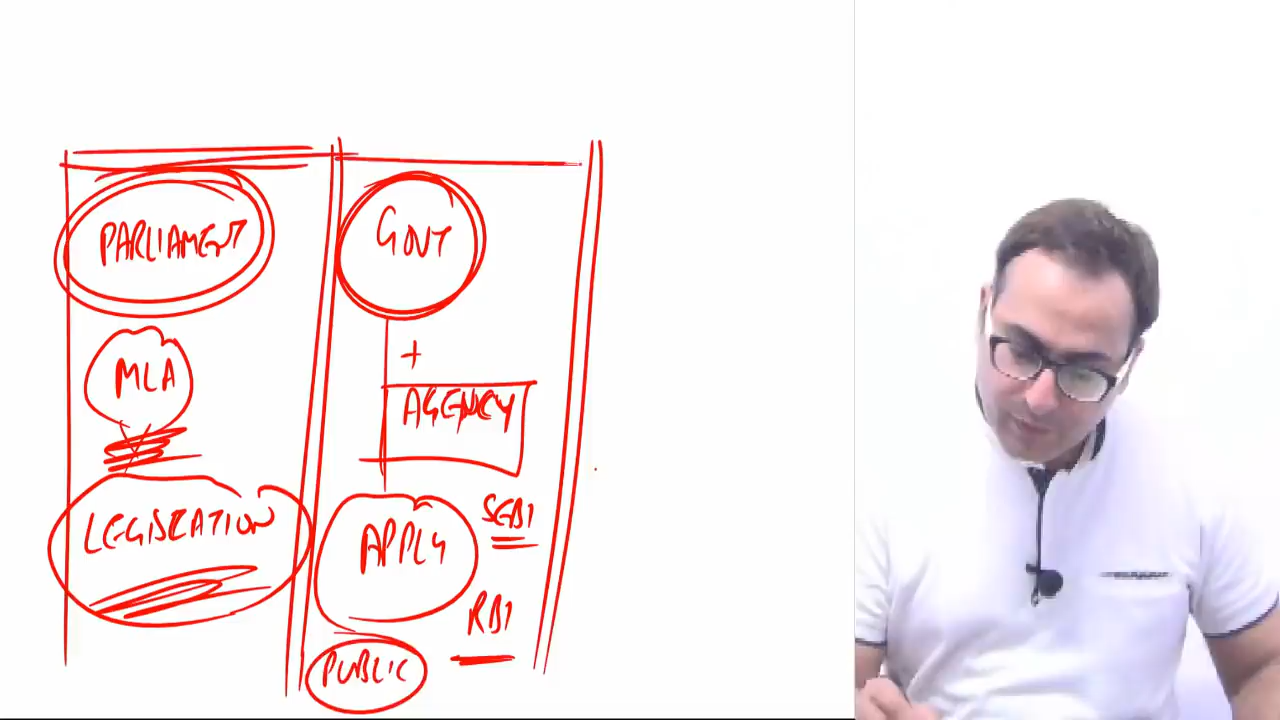 PARLIAMENT
MLA
LEGISLATION
GOVT
+
AGENCY
APPLY
SEBI
RBI
PUBLIC